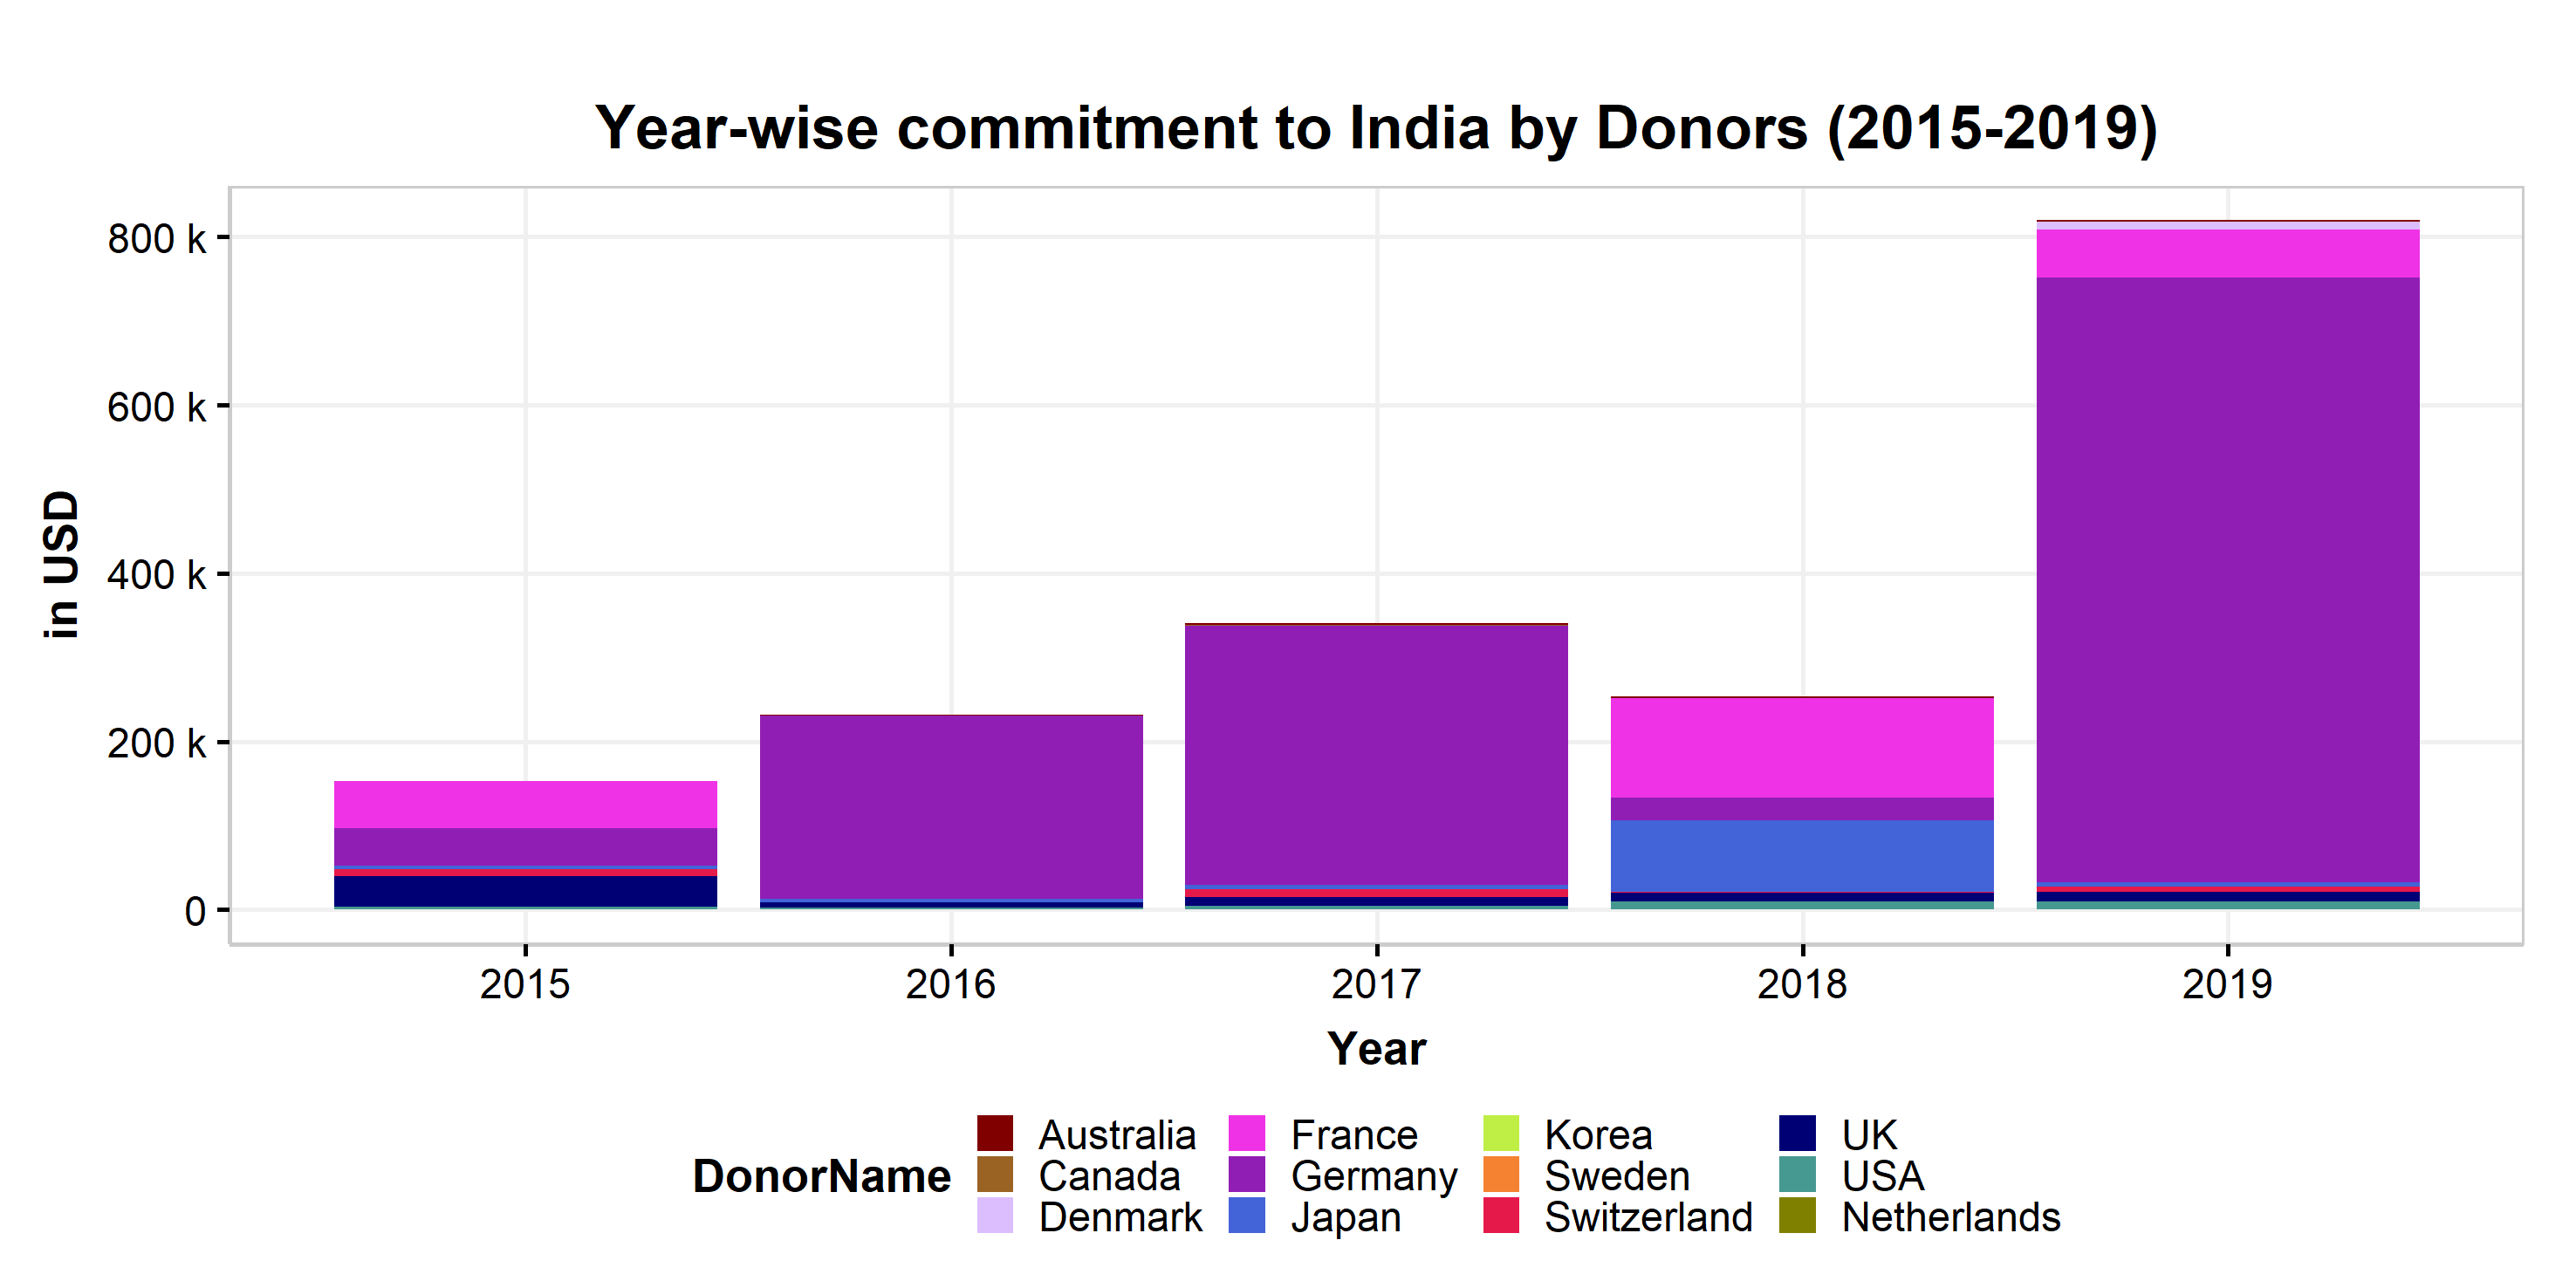 Year-wise commitment to India by Donors (2015-2019)
800 k
600 k
400 k
200 k
0
in USD
2015 2016 2017 2018 2019
Year
DonorName
Australia France Korea UK
Canada Germany Sweden USA
Denmark Japan Switzerland Netherlands